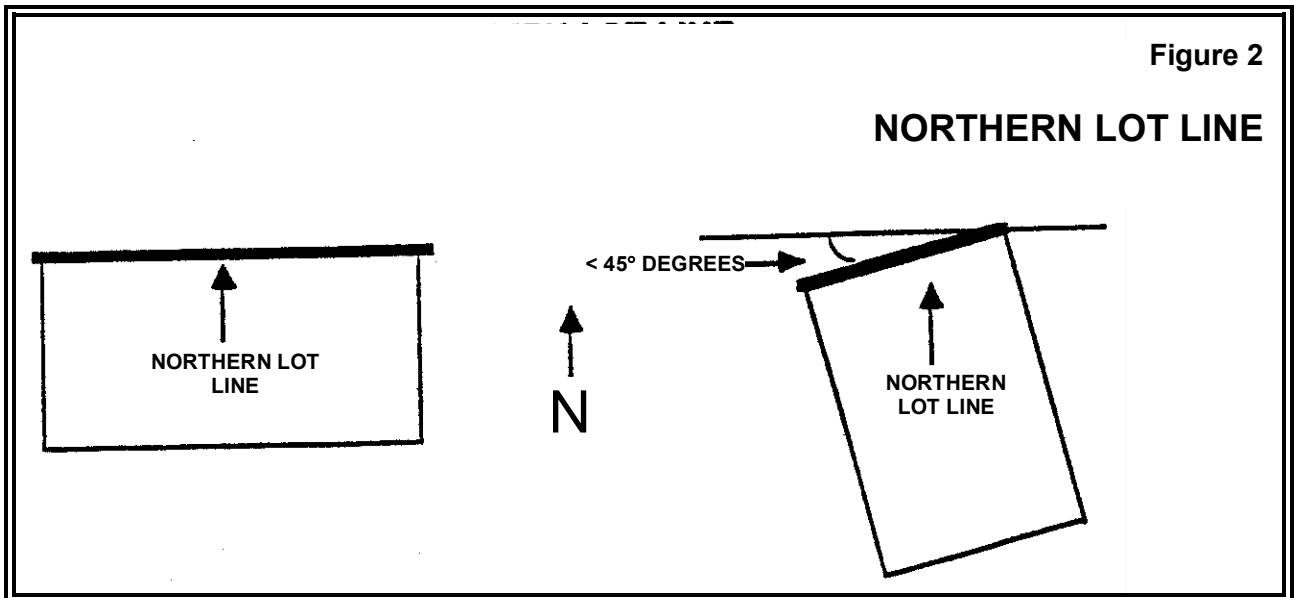 Figure 2
NORTHERN LOT LINE
< 45° DEGREES
NORTHERN LOT
LINE
N
NORTHERN
LOT LINE